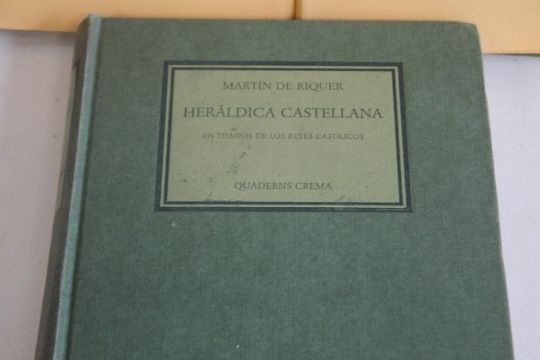 MARTÍN DE RIQUER
HERÁLDICA CASTELLANA
EN TIEMPOS DE LOS REYES CATÓLICOS
QUADERNS CREMA